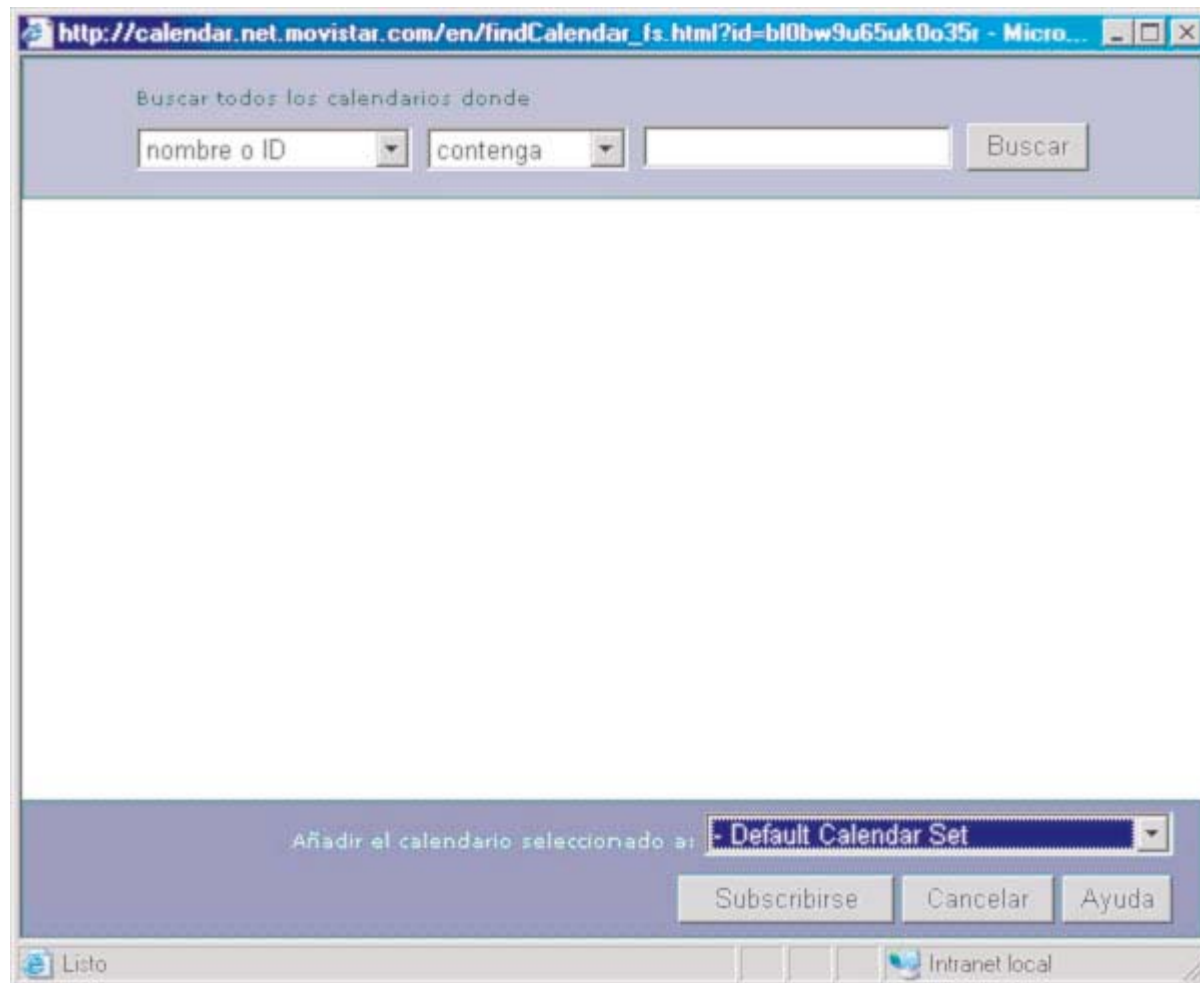 http://calendar.net.movistar.com/en/findCalendar_fs.html?id=bl0bw9u65uk0o35r - Micro...
Buscar todos los calendarios donde
nombre o ID contenga Buscar
Añadir el calendario seleccionado a: - Default Calendar Set
Subscribirse Cancelar Ayuda
Listo Intranet local